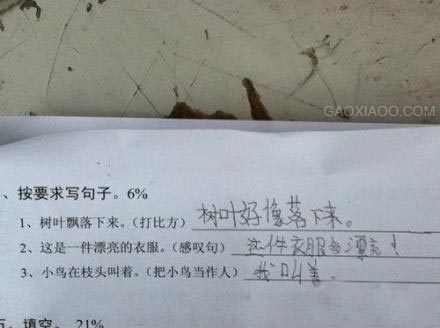 GAOXIAOO.COM
、按要求写句子。6%
1、树叶飘落下来。(打比方) 树叶好像落下来。
2、这是一件漂亮的衣服。(感叹句) 这件衣服多漂亮!
3、小鸟在枝头叫着。(把小鸟当作人) 我叫着。
五、填空。 21%